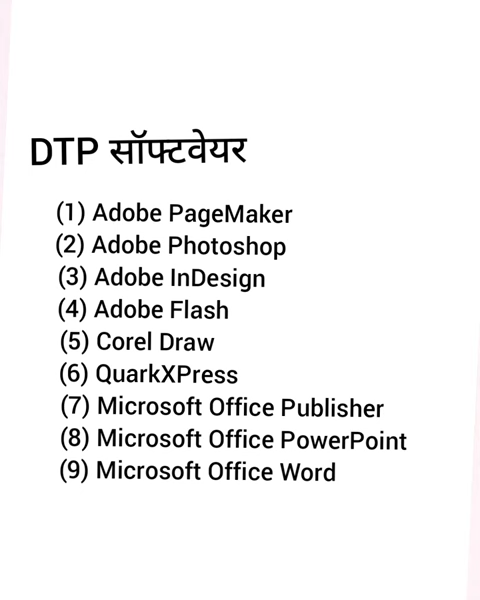 DTP सॉफ्टवेयर
(1) Adobe PageMaker
(2) Adobe Photoshop
(3) Adobe InDesign
(4) Adobe Flash
(5) Corel Draw
(6) QuarkXPress
(7) Microsoft Office Publisher
(8) Microsoft Office PowerPoint
(9) Microsoft Office Word